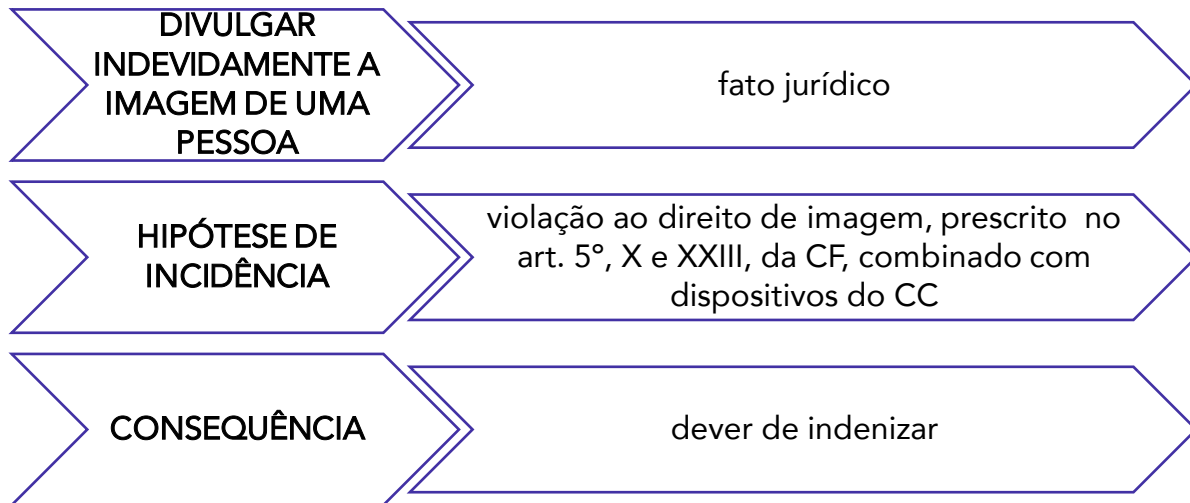 DIVULGAR
INDEVIDAMENTE A
IMAGEM DE UMA
PESSOA
fato jurídico
HIPÓTESE DE
INCIDÊNCIA
violação ao direito de imagem, prescrito no
art. 5º, X e XXIII, da CF, combinado com
dispositivos do CC
CONSEQUÊNCIA
dever de indenizar